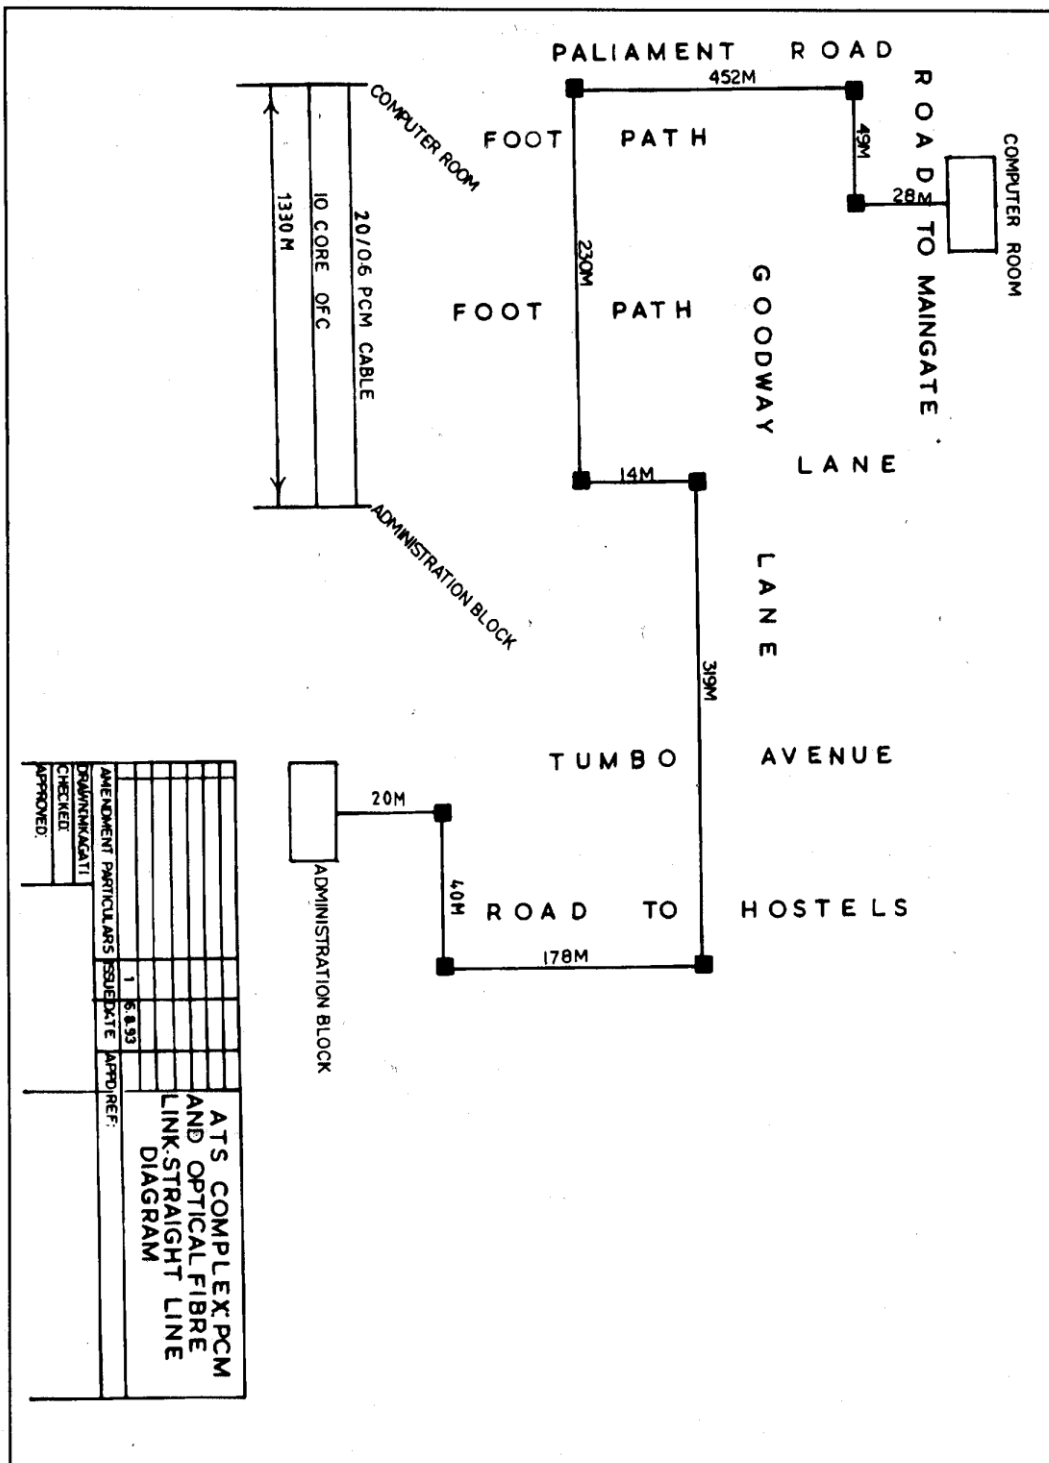 PALIAMENT ROAD
452M
FOOT PATH
49M
28M
ROAD TO MAINGATE
COMPUTER ROOM
COMPUTER ROOM
20/0.6 PCM CABLE
10 CORE OFC
1330M
ADMINISTRATION BLOCK
230M
FOOT PATH
GOODWAY LANE
LANE
14M
319M
TUMBO AVENUE
20M
40M
ROAD TO HOSTELS
178M
ADMINISTRATION BLOCK
1 6.8.93
AMENDMENT PARTICULARS ISSUE DATE APPD REF:
DRAWN:MKAGATI
CHECKED:
APPROVED:
ATS COMPLEX:PCM
AND OPTICAL FIBRE
LINK-STRAIGHT LINE
DIAGRAM